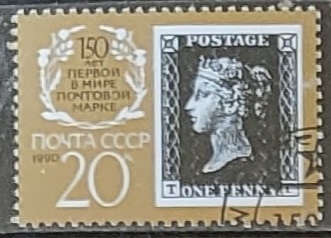 150
ЛЕТ
ПЕРВОЙ
В МИРЕ
ПОЧТОВОЙ
МАРКЕ
ПОЧТА СССР
1990
20к
POSTAGE
T ONE PENNY L